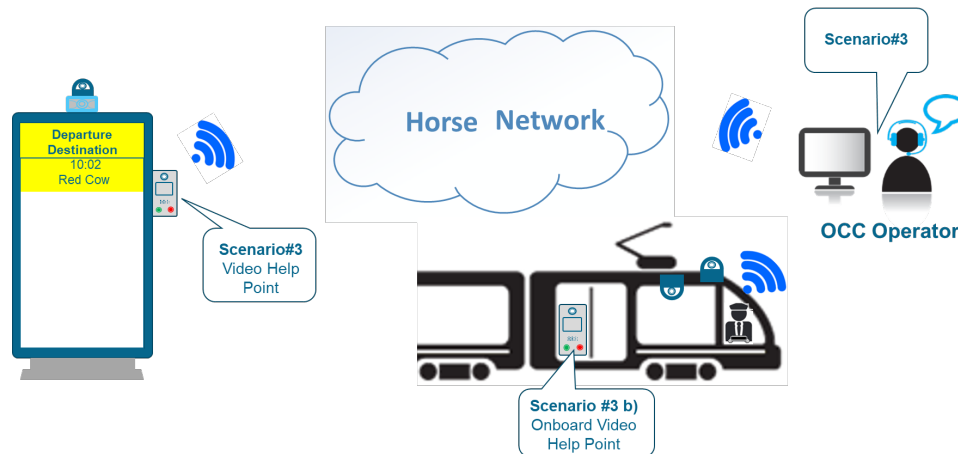 Departure
Destination
10:02
Red Cow
Scenario#3
Video Help
Point
Horse Network
Scenario#3
OCC Operator
Scenario #3 b)
Onboard Video
Help Point